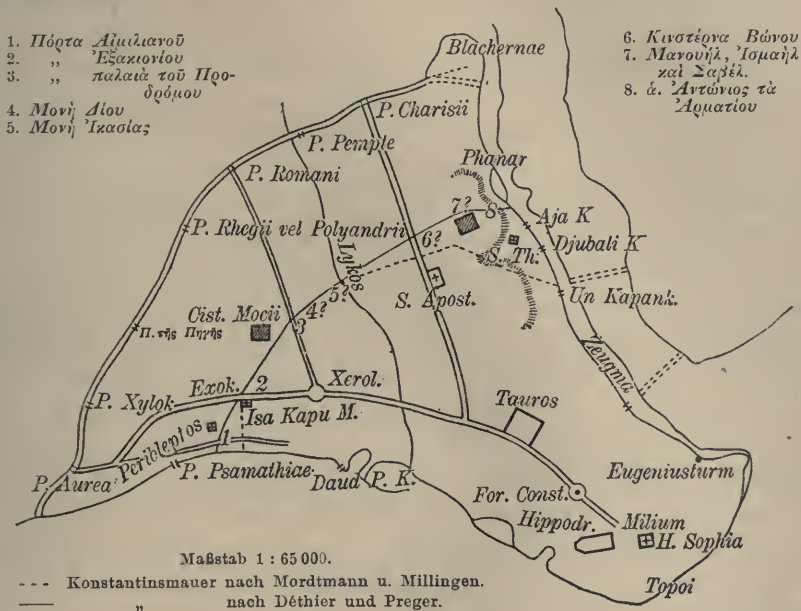 1. Πόρτα Αἰμιλιανοῦ
2. „ Ἐξακιονίου
3. „ παλαιὰ τοῦ Προ-
δρόμου
4. Μονὴ Δίου
5. Μονὴ Ἰκασίας
6. Κινστέρνα Βώνου
7. Μανουήλ, Ἰσμαὴλ
καὶ Σαβέλ.
8. ἁ. Ἀντώνιος τὰ
Ἁρματίου
Blachernae
P. Charisii
P. Pempte
Phanar
P. Romani
7?
8
Aja K
P. Rhegii vel Polyandrii
6?
Djubali K
S. Th.
Lykos
5?
S. Apost.
Un Kapank.
4?
Cist. Mocii
3
Π. τῆς Πηγῆς
Zeugma
Exok. 2
Xerol.
P. Xylok
Isa Kapu M.
Tauros
Peribleptos
1
P. Aurea
P. Psamathiae
Daud P. K.
Eugeniusturm
For. Const.
Hippodr.
Milium
H. Sophia
Topoi
Maßstab 1 : 65 000.
--- Konstantinsmauer nach Mordtmann u. Millingen.
— „ nach Déthier und Preger.